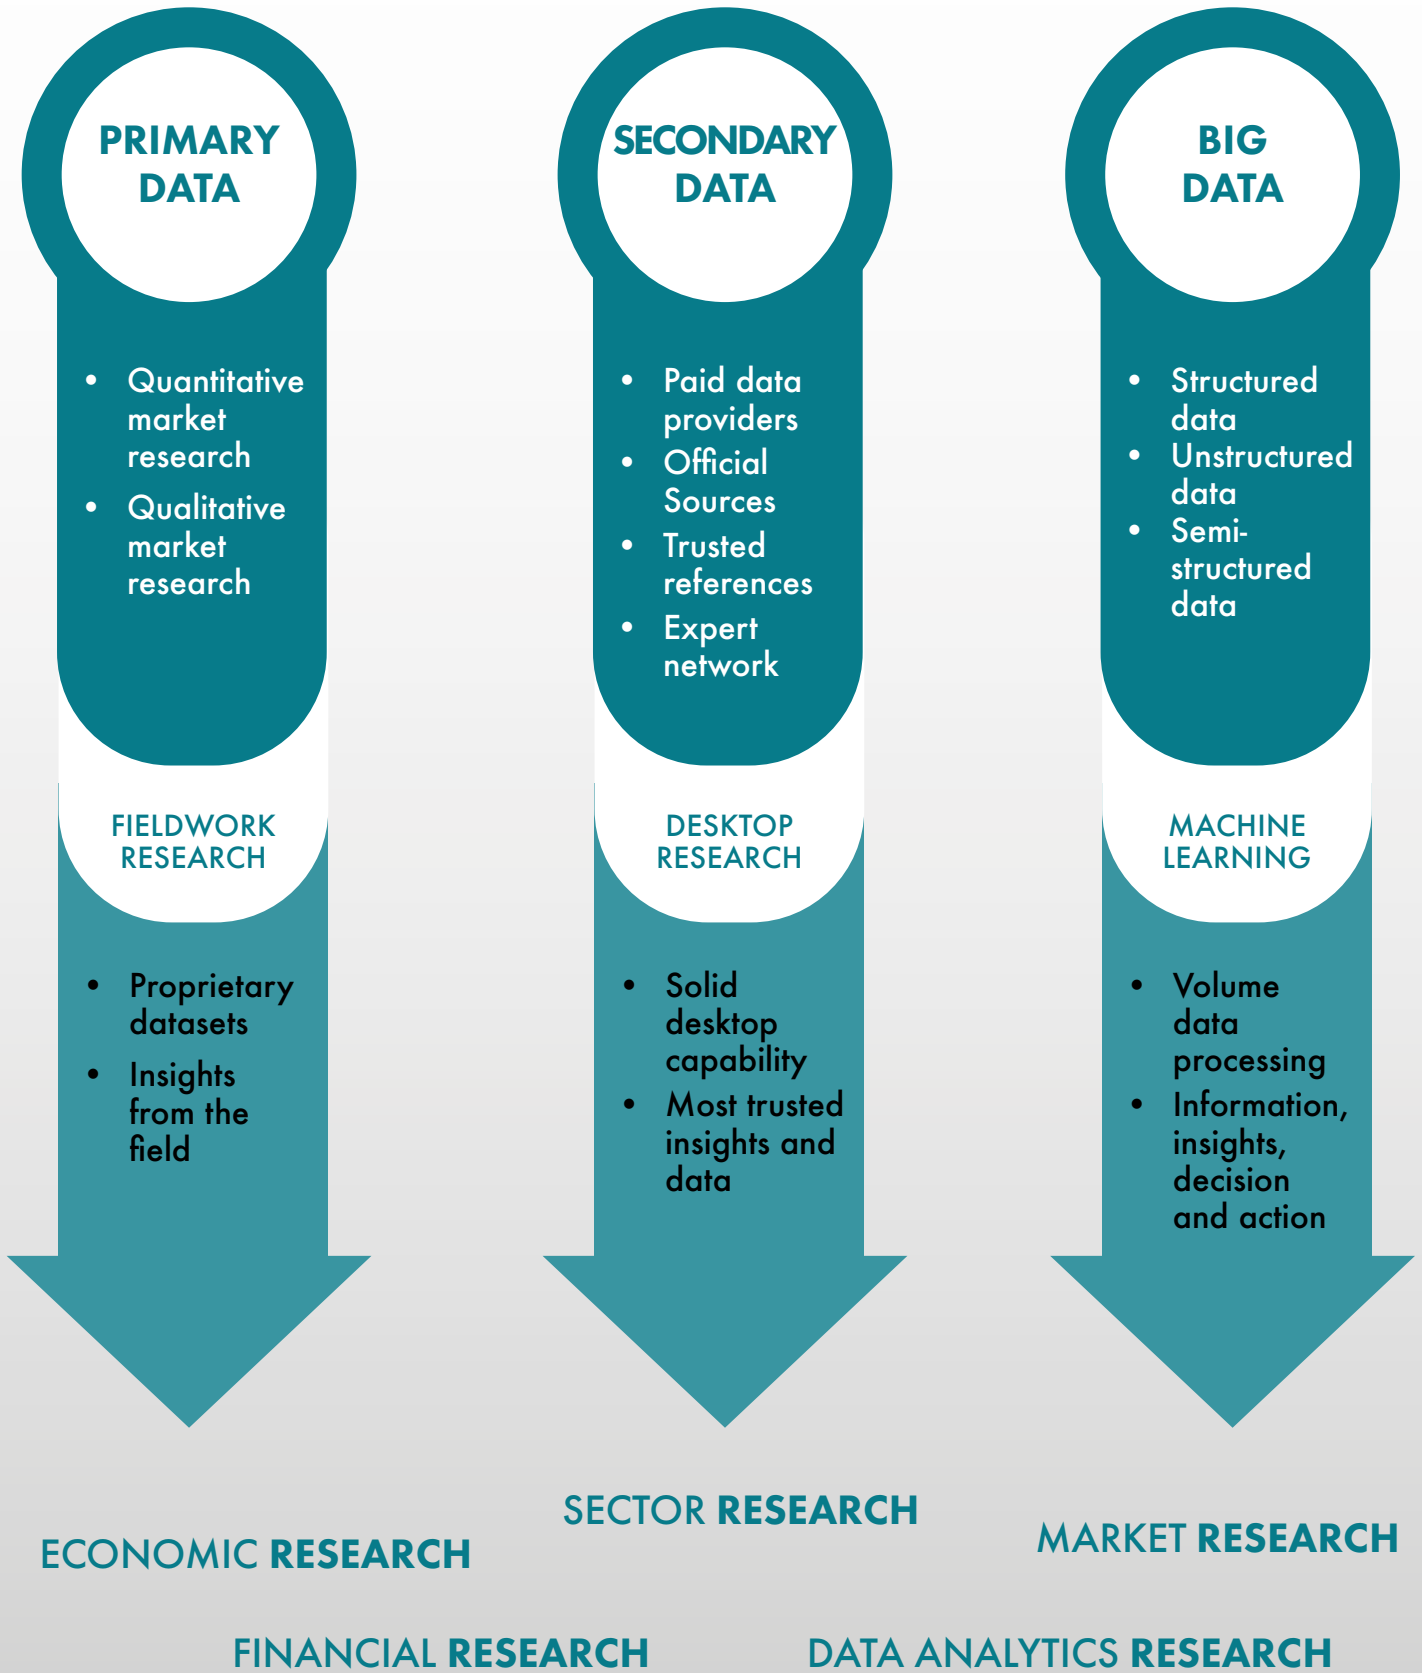 PRIMARY
DATA
• Quantitative
market
research
• Qualitative
market
research
FIELDWORK
RESEARCH
• Proprietary
datasets
• Insights
from the
field
SECONDARY
DATA
• Paid data
providers
• Official
Sources
• Trusted
references
• Expert
network
DESKTOP
RESEARCH
• Solid
desktop
capability
• Most trusted
insights and
data
BIG
DATA
• Structured
data
• Unstructured
data
• Semi-
structured
data
MACHINE
LEARNING
• Volume
data
processing
• Information,
insights,
decision
and action
SECTOR RESEARCH
ECONOMIC RESEARCH
MARKET RESEARCH
FINANCIAL RESEARCH
DATA ANALYTICS RESEARCH